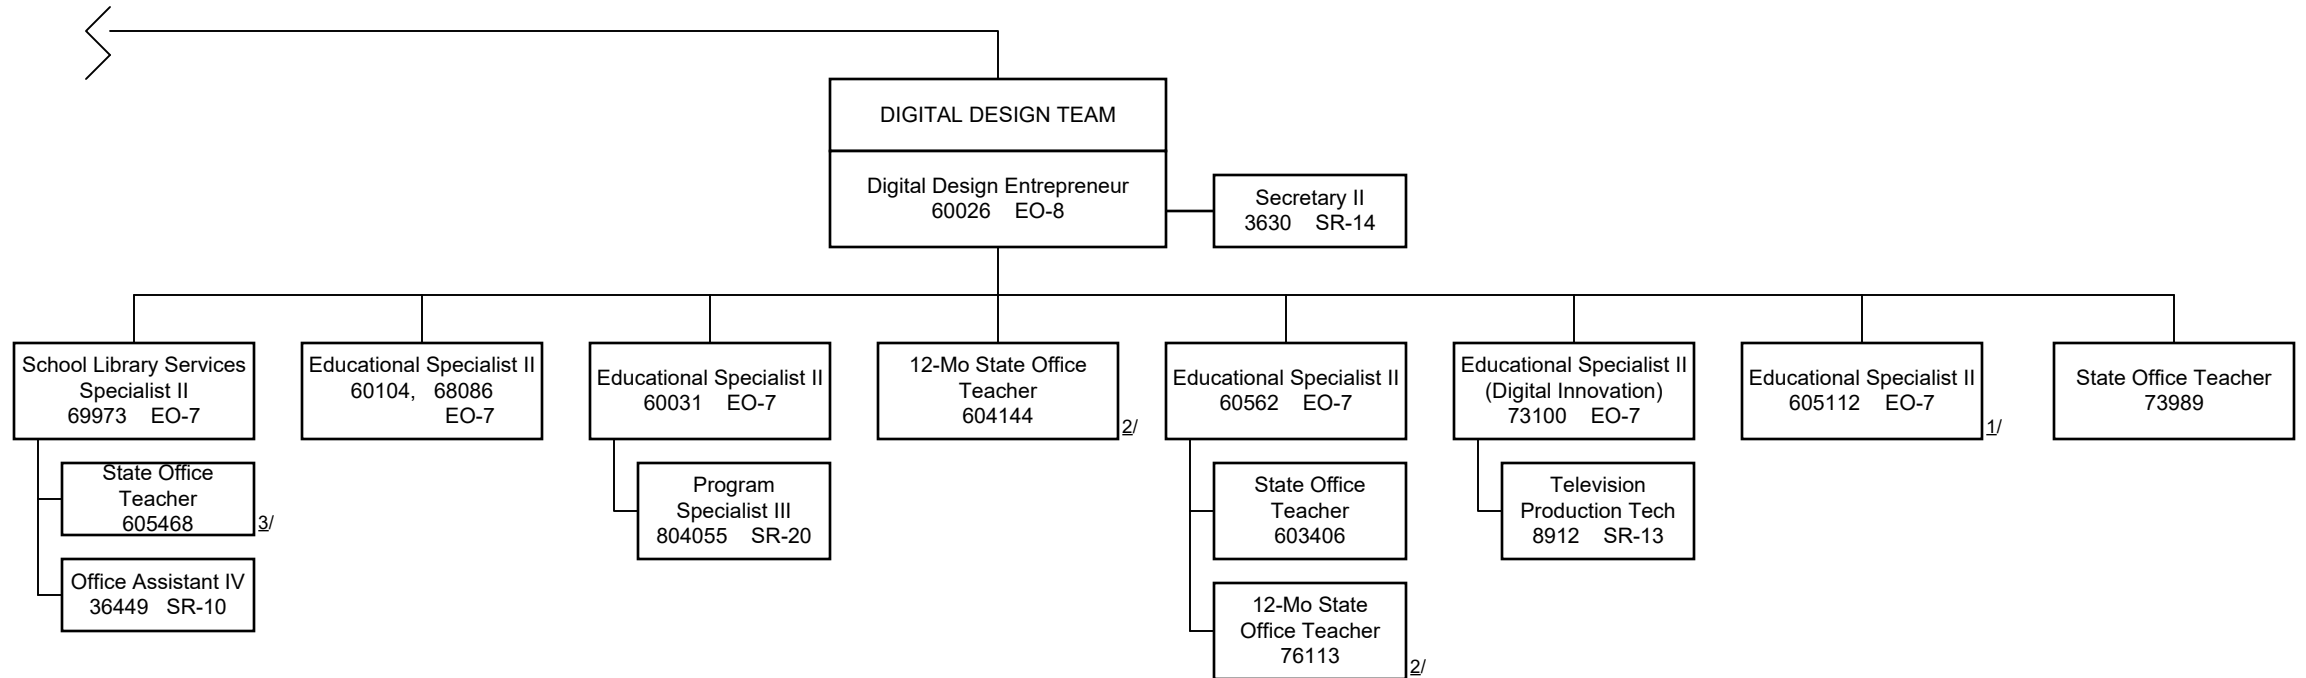 DIGITAL DESIGN TEAM
Digital Design Entrepreneur
60026 EO-8
Secretary II
3630 SR-14
School Library Services
Specialist II
69973 EO-7
State Office
Teacher
605468
3/
Office Assistant IV
36449 SR-10
Educational Specialist II
60104, 68086
EO-7
Educational Specialist II
60031 EO-7
Program
Specialist III
804055 SR-20
12-Mo State Office
Teacher
604144
2/
Educational Specialist II
60562 EO-7
State Office
Teacher
603406
12-Mo State
Office Teacher
76113
2/
Educational Specialist II
(Digital Innovation)
73100 EO-7
Television
Production Tech
8912 SR-13
Educational Specialist II
605112 EO-7
1/
State Office Teacher
73989